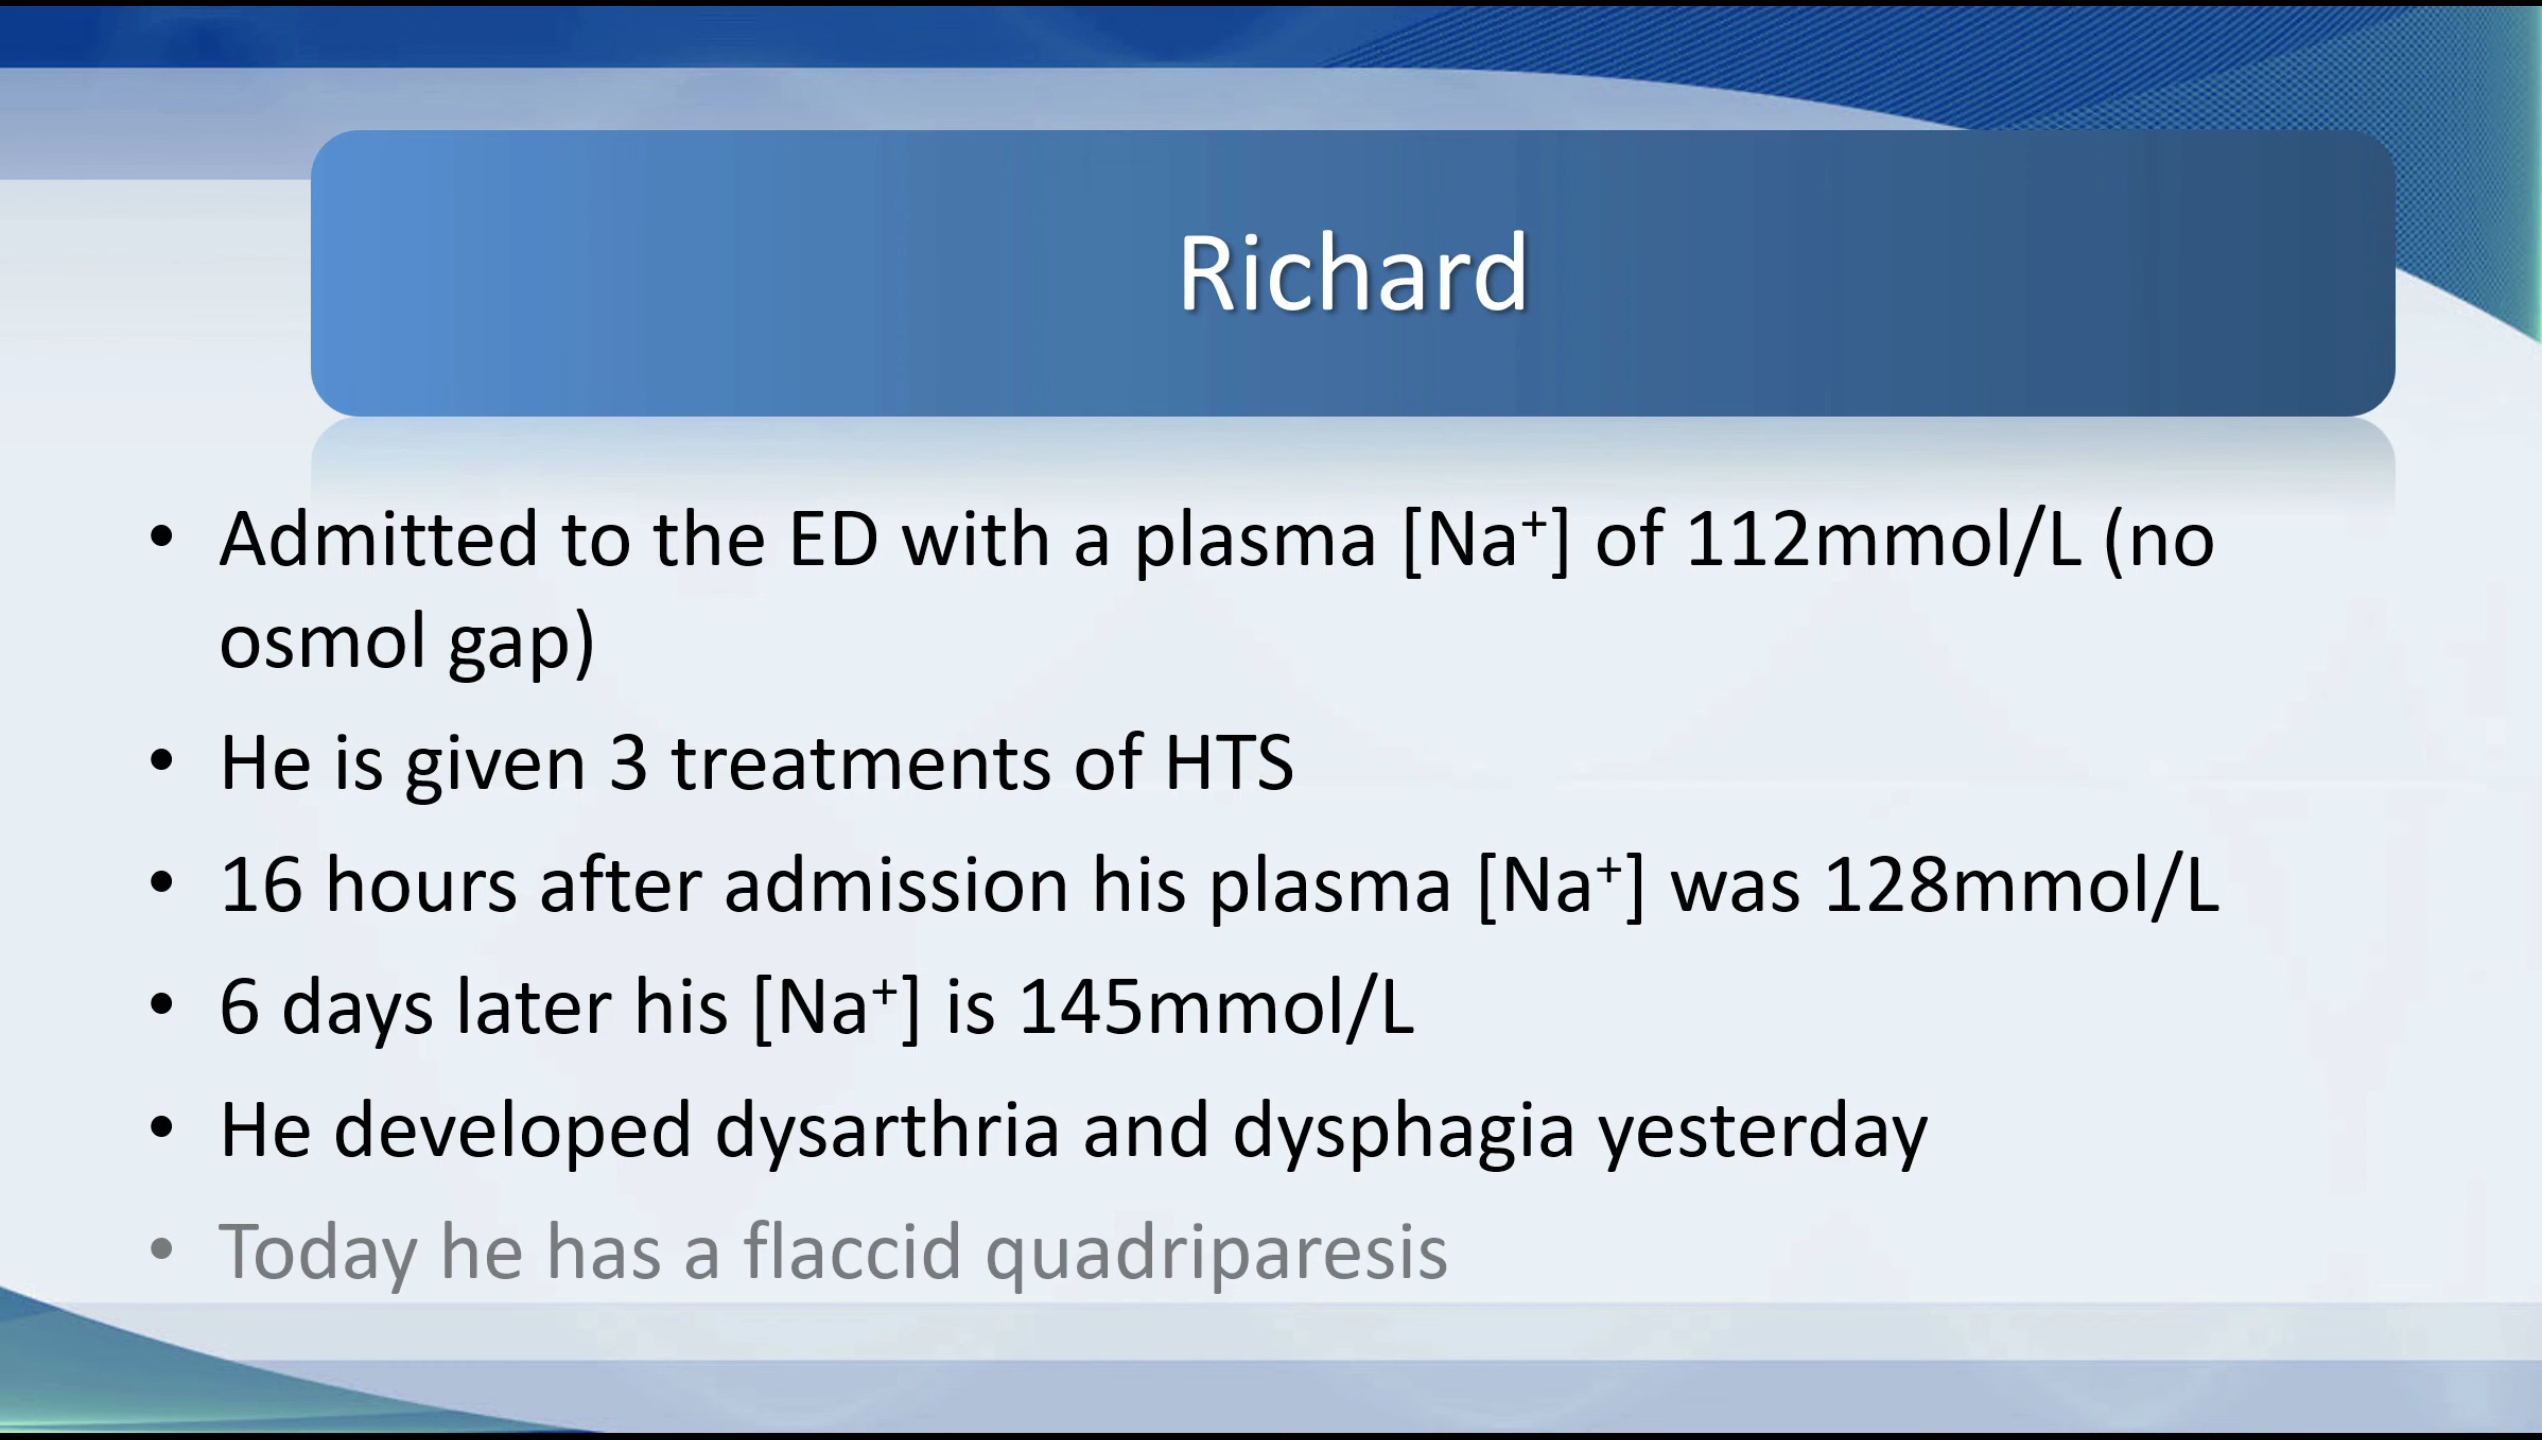 Richard
• Admitted to the ED with a plasma [Na⁺] of 112mmol/L (no
osmol gap)
• He is given 3 treatments of HTS
• 16 hours after admission his plasma [Na⁺] was 128mmol/L
• 6 days later his [Na⁺] is 145mmol/L
• He developed dysarthria and dysphagia yesterday
• Today he has a flaccid quadriparesis